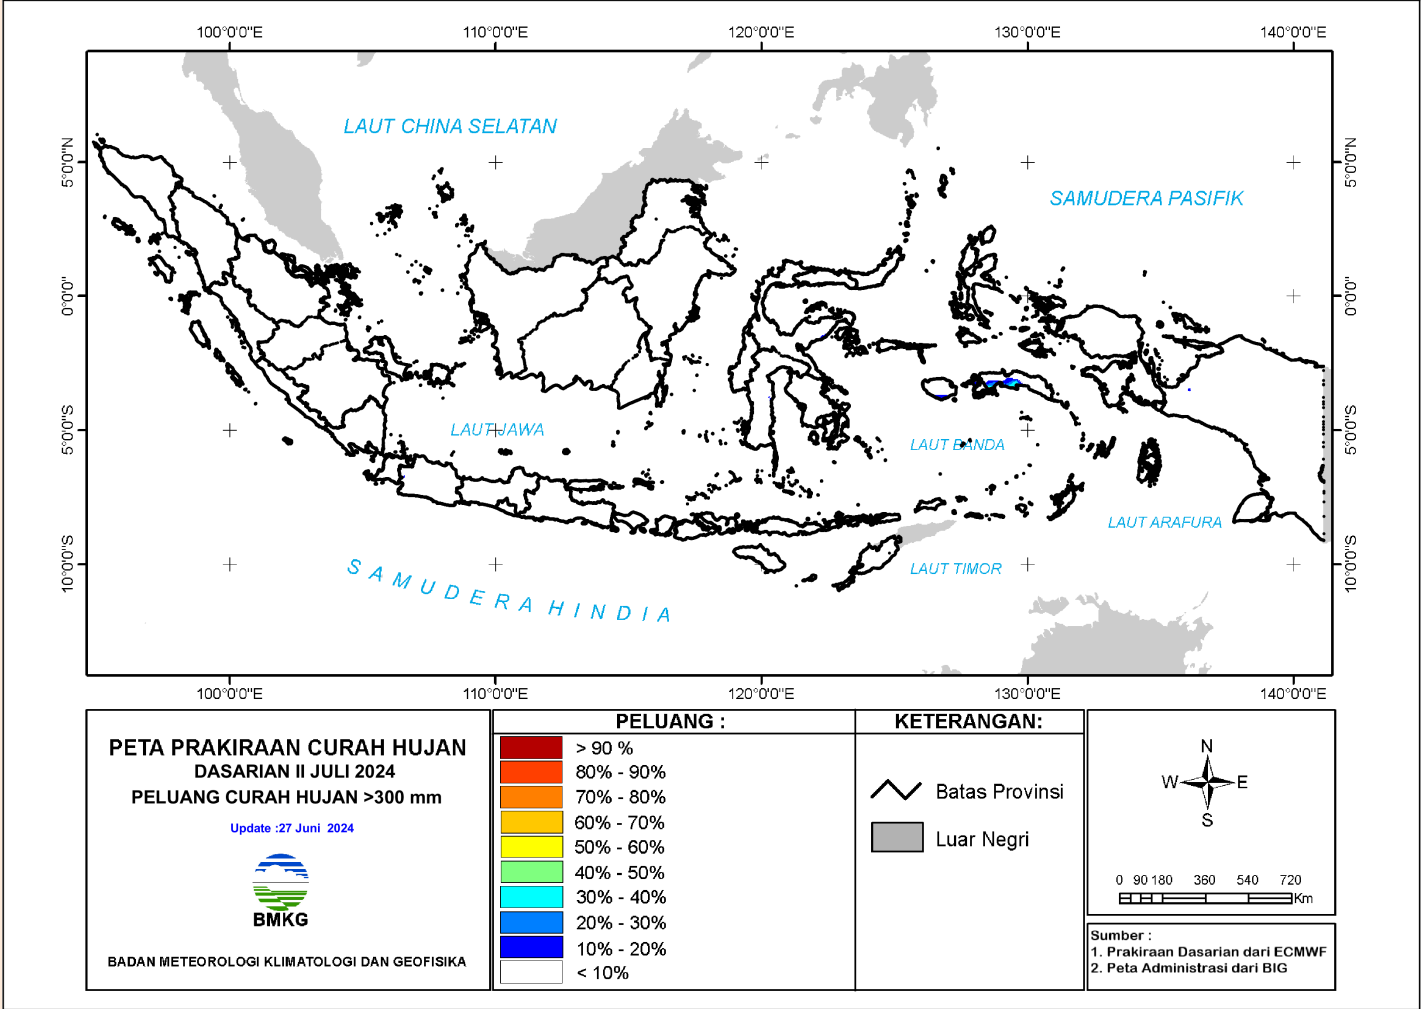 100°0'0"E 110°0'0"E 120°0'0"E 130°0'0"E 140°0'0"E
LAUT CHINA SELATAN
5°0'0"N 5°0'0"N
SAMUDERA PASIFIK
0°0'0" 0°0'0"
LAUT JAWA
5°0'0"S 5°0'0"S
LAUT BANDA
LAUT ARAFURA
LAUT TIMOR
10°0'0"S 10°0'0"S
SAMUDERA HINDIA
100°0'0"E 110°0'0"E 120°0'0"E 130°0'0"E 140°0'0"E
PETA PRAKIRAAN CURAH HUJAN
DASARIAN II JULI 2024
PELUANG CURAH HUJAN >300 mm
Update :27 Juni 2024
BMKG
BADAN METEOROLOGI KLIMATOLOGI DAN GEOFISIKA
PELUANG :
> 90 %
80% - 90%
70% - 80%
60% - 70%
50% - 60%
40% - 50%
30% - 40%
20% - 30%
10% - 20%
< 10%
KETERANGAN:
Batas Provinsi
Luar Negri
N
W E
S
0 90 180 360 540 720
Km
Sumber :
1. Prakiraan Dasarian dari ECMWF
2. Peta Administrasi dari BIG